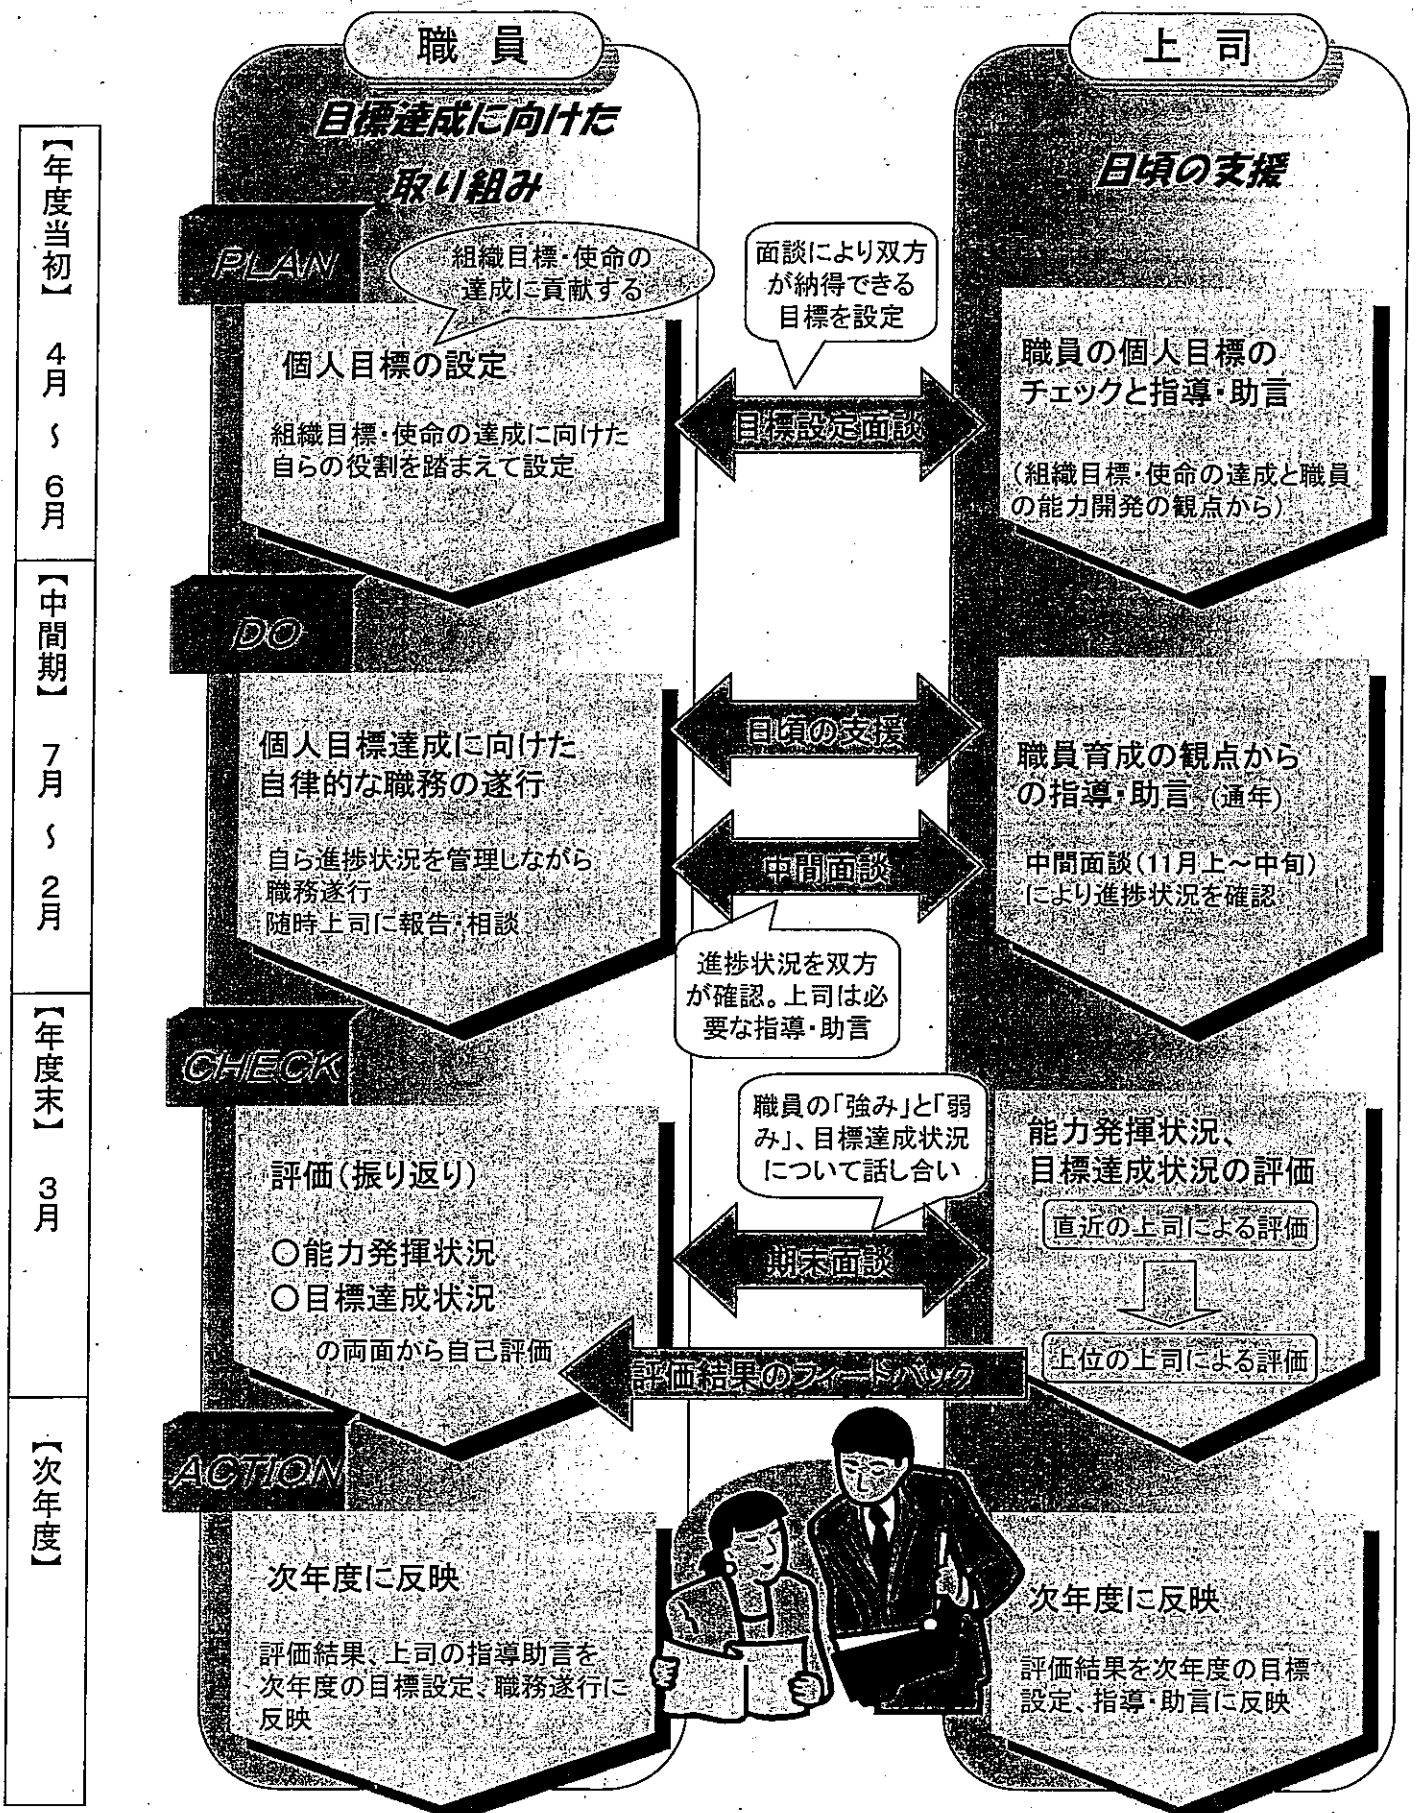 職 員
上 司
目標達成に向けた
取り組み
日頃の支援
【年度当初】 4月 ~ 6月
PLAN
組織目標・使命の
達成に貢献する
面談により双方
が納得できる
目標を設定
個人目標の設定
組織目標・使命の達成に向けた
自らの役割を踏まえて設定
目標設定面談
職員の個人目標の
チェックと指導・助言
(組織目標・使命の達成と職員
の能力開発の観点から)
【中間期】 7月 ~ 2月
DO
個人目標達成に向けた
自律的な職務の遂行
自ら進捗状況を管理しながら
職務遂行
随時上司に報告・相談
日頃の支援
中間面談
進捗状況を双方
が確認。上司は必
要な指導・助言
職員育成の観点から
の指導・助言 (通年)
中間面談(11月上~中旬)
により進捗状況を確認
【年度末】 3月
CHECK
評価(振り返り)
○能力発揮状況
○目標達成状況
の両面から自己評価
職員の「強み」と「弱
み」、目標達成状況
について話し合い
期末面談
評価結果のフィードバック
能力発揮状況、
目標達成状況の評価
直近の上司による評価
上位の上司による評価
【次年度】
ACTION
次年度に反映
評価結果、上司の指導助言を
次年度の目標設定、職務遂行に
反映
次年度に反映
評価結果を次年度の目標
設定、指導・助言に反映